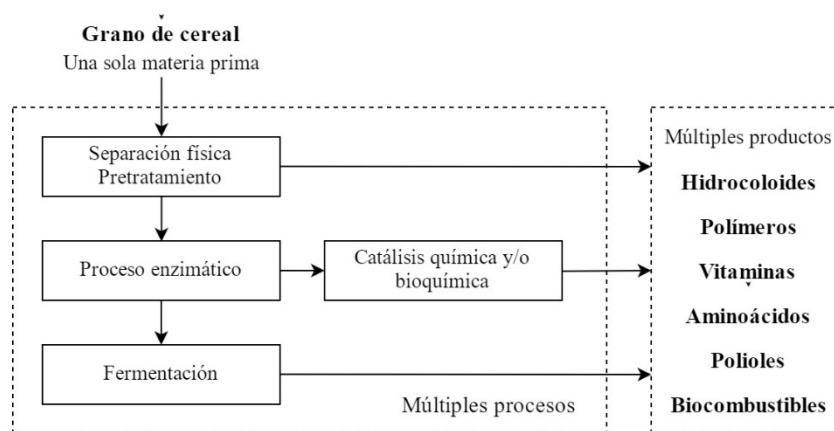 Grano de cereal
Una sola materia prima
Separación física
Pretratamiento
Proceso enzimático
Catálisis química y/o
bioquímica
Fermentación
Múltiples procesos
Múltiples productos
Hidrocoloides
Polímeros
Vitaminas
Aminoácidos
Polioles
Biocombustibles